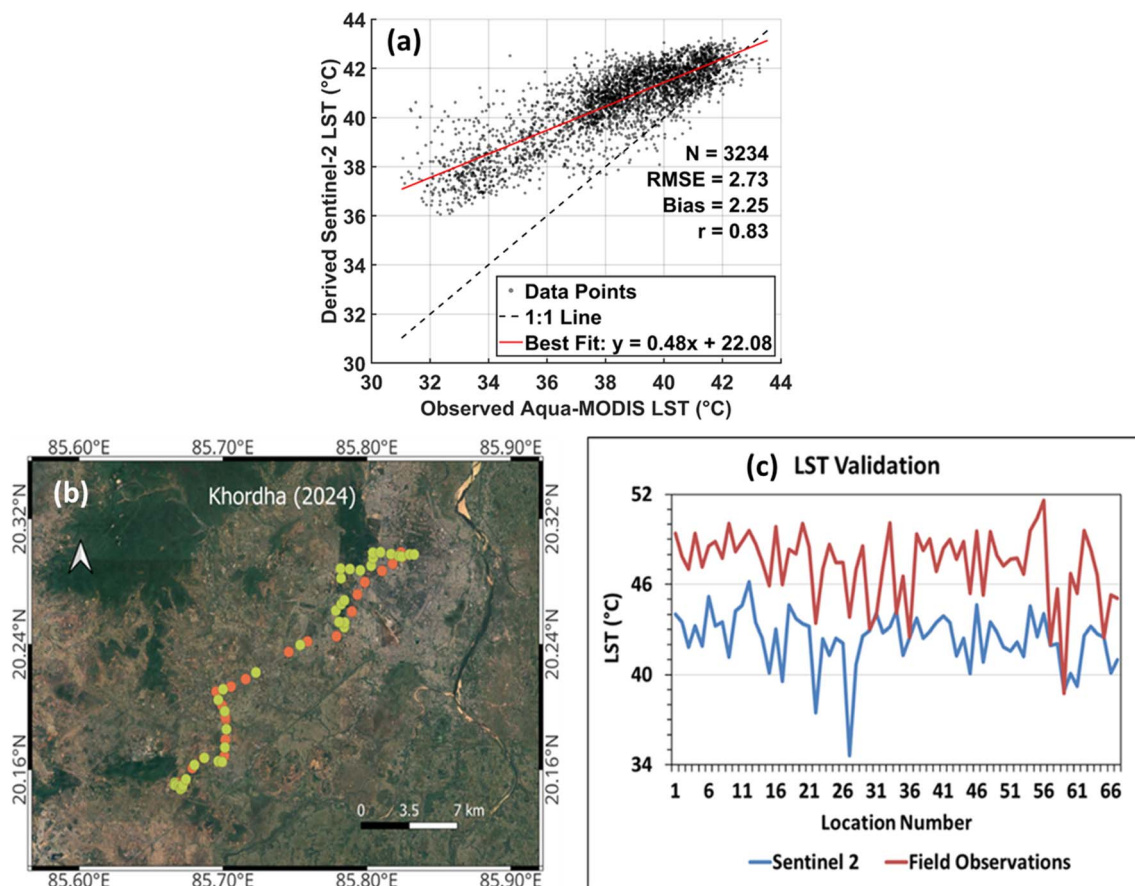 (a)
44
42
40
38
36
34
32
30
Derived Sentinel-2 LST (°C)
N = 3234
RMSE = 2.73
Bias = 2.25
r = 0.83
Data Points
1:1 Line
Best Fit: y = 0.48x + 22.08
30 32 34 36 38 40 42 44
Observed Aqua-MODIS LST (°C)
85.60°E 85.70°E 85.80°E 85.90°E
(b)
Khordha (2024)
20.32°N 20.32°N
20.24°N 20.24°N
20.16°N 20.16°N
0 3.5 7 km
85.60°E 85.70°E 85.80°E 85.90°E
(c) LST Validation
52
46
40
34
LST (°C)
1 6 11 16 21 26 31 36 41 46 51 56 61 66
Location Number
Sentinel 2 Field Observations